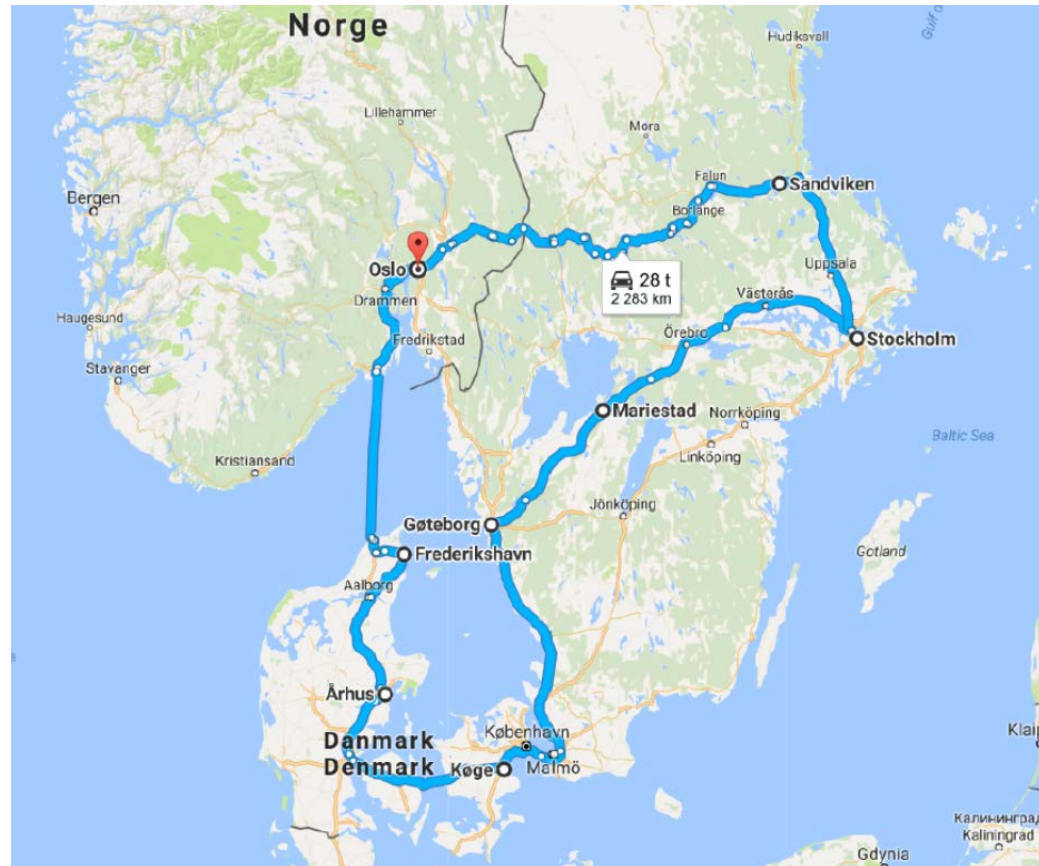 Norge
Hudiksvall
Lillehammer
Mora
Falun
Sandviken
Bergen
Borlänge
Oslo
Uppsala
28 t
2 283 km
Drammen
Västerås
Haugesund
Fredrikstad
Örebro
Stockholm
Stavanger
Mariestad
Norrköping
Baltic Sea
Linköping
Kristiansand
Jönköping
Gøteborg
Gotland
Frederikshavn
Aalborg
Århus
København
Danmark
Denmark
Køge
Malmö
Калининград
Kaliningrad
Gdynia